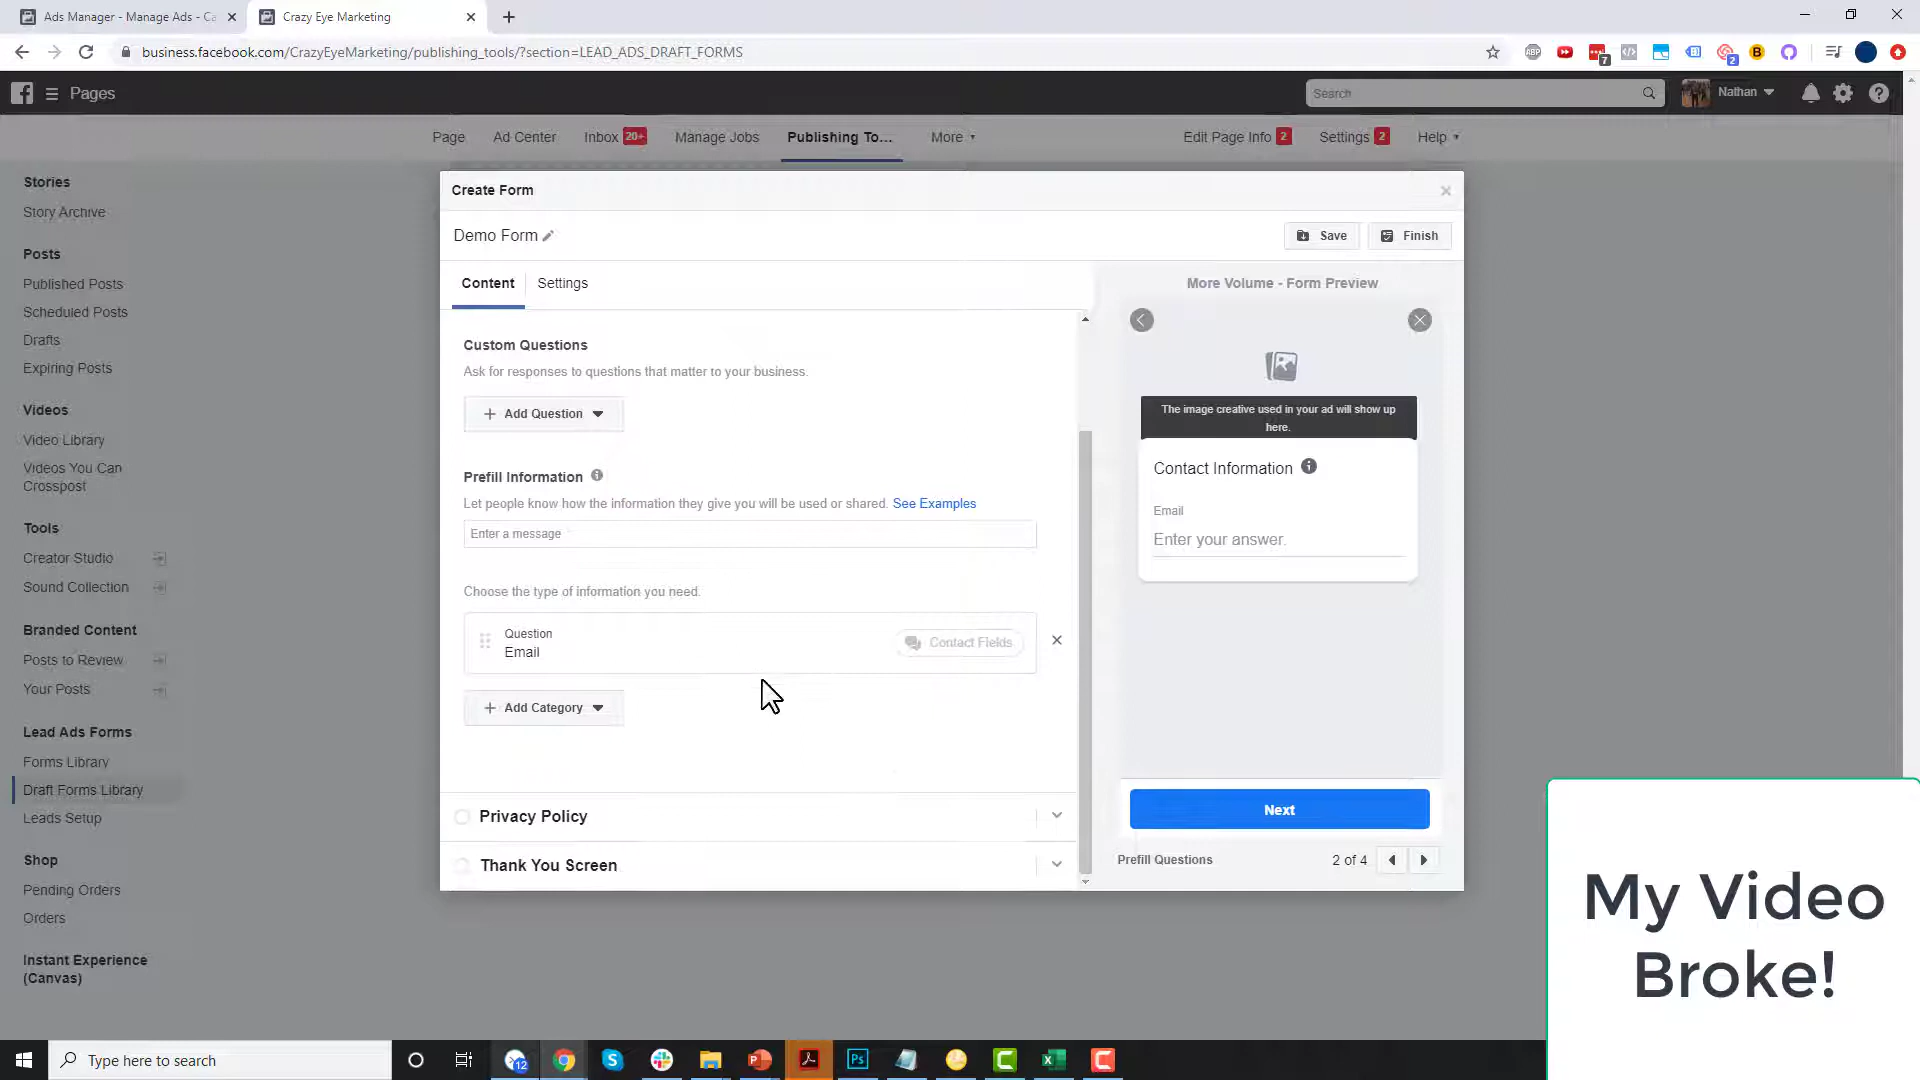 Ads Manager - Manage Ads - Ca
Crazy Eye Marketing
business.facebook.com/CrazyEyeMarketing/publishing_tools/?section=LEAD_ADS_DRAFT_FORMS
ABP
7
2
B
Pages
Search
Nathan
Page
Ad Center
Inbox 20+
Manage Jobs
Publishing To...
More
Edit Page Info 2
Settings 2
Help
Stories
Story Archive
Posts
Published Posts
Scheduled Posts
Drafts
Expiring Posts
Videos
Video Library
Videos You Can
Crosspost
Tools
Creator Studio
Sound Collection
Branded Content
Posts to Review
Your Posts
Lead Ads Forms
Forms Library
Draft Forms Library
Leads Setup
Shop
Pending Orders
Orders
Instant Experience
(Canvas)
Create Form
Demo Form
Save
Finish
Content
Settings
Custom Questions
Ask for responses to questions that matter to your business.
+ Add Question
Prefill Information
Let people know how the information they give you will be used or shared. See Examples
Enter a message
Choose the type of information you need.
Question
Email
Contact Fields
+ Add Category
Privacy Policy
Thank You Screen
More Volume - Form Preview
The image creative used in your ad will show up
here.
Contact Information
Email
Enter your answer.
Next
Prefill Questions
2 of 4
My Video
Broke!
Type here to search
12
Ps